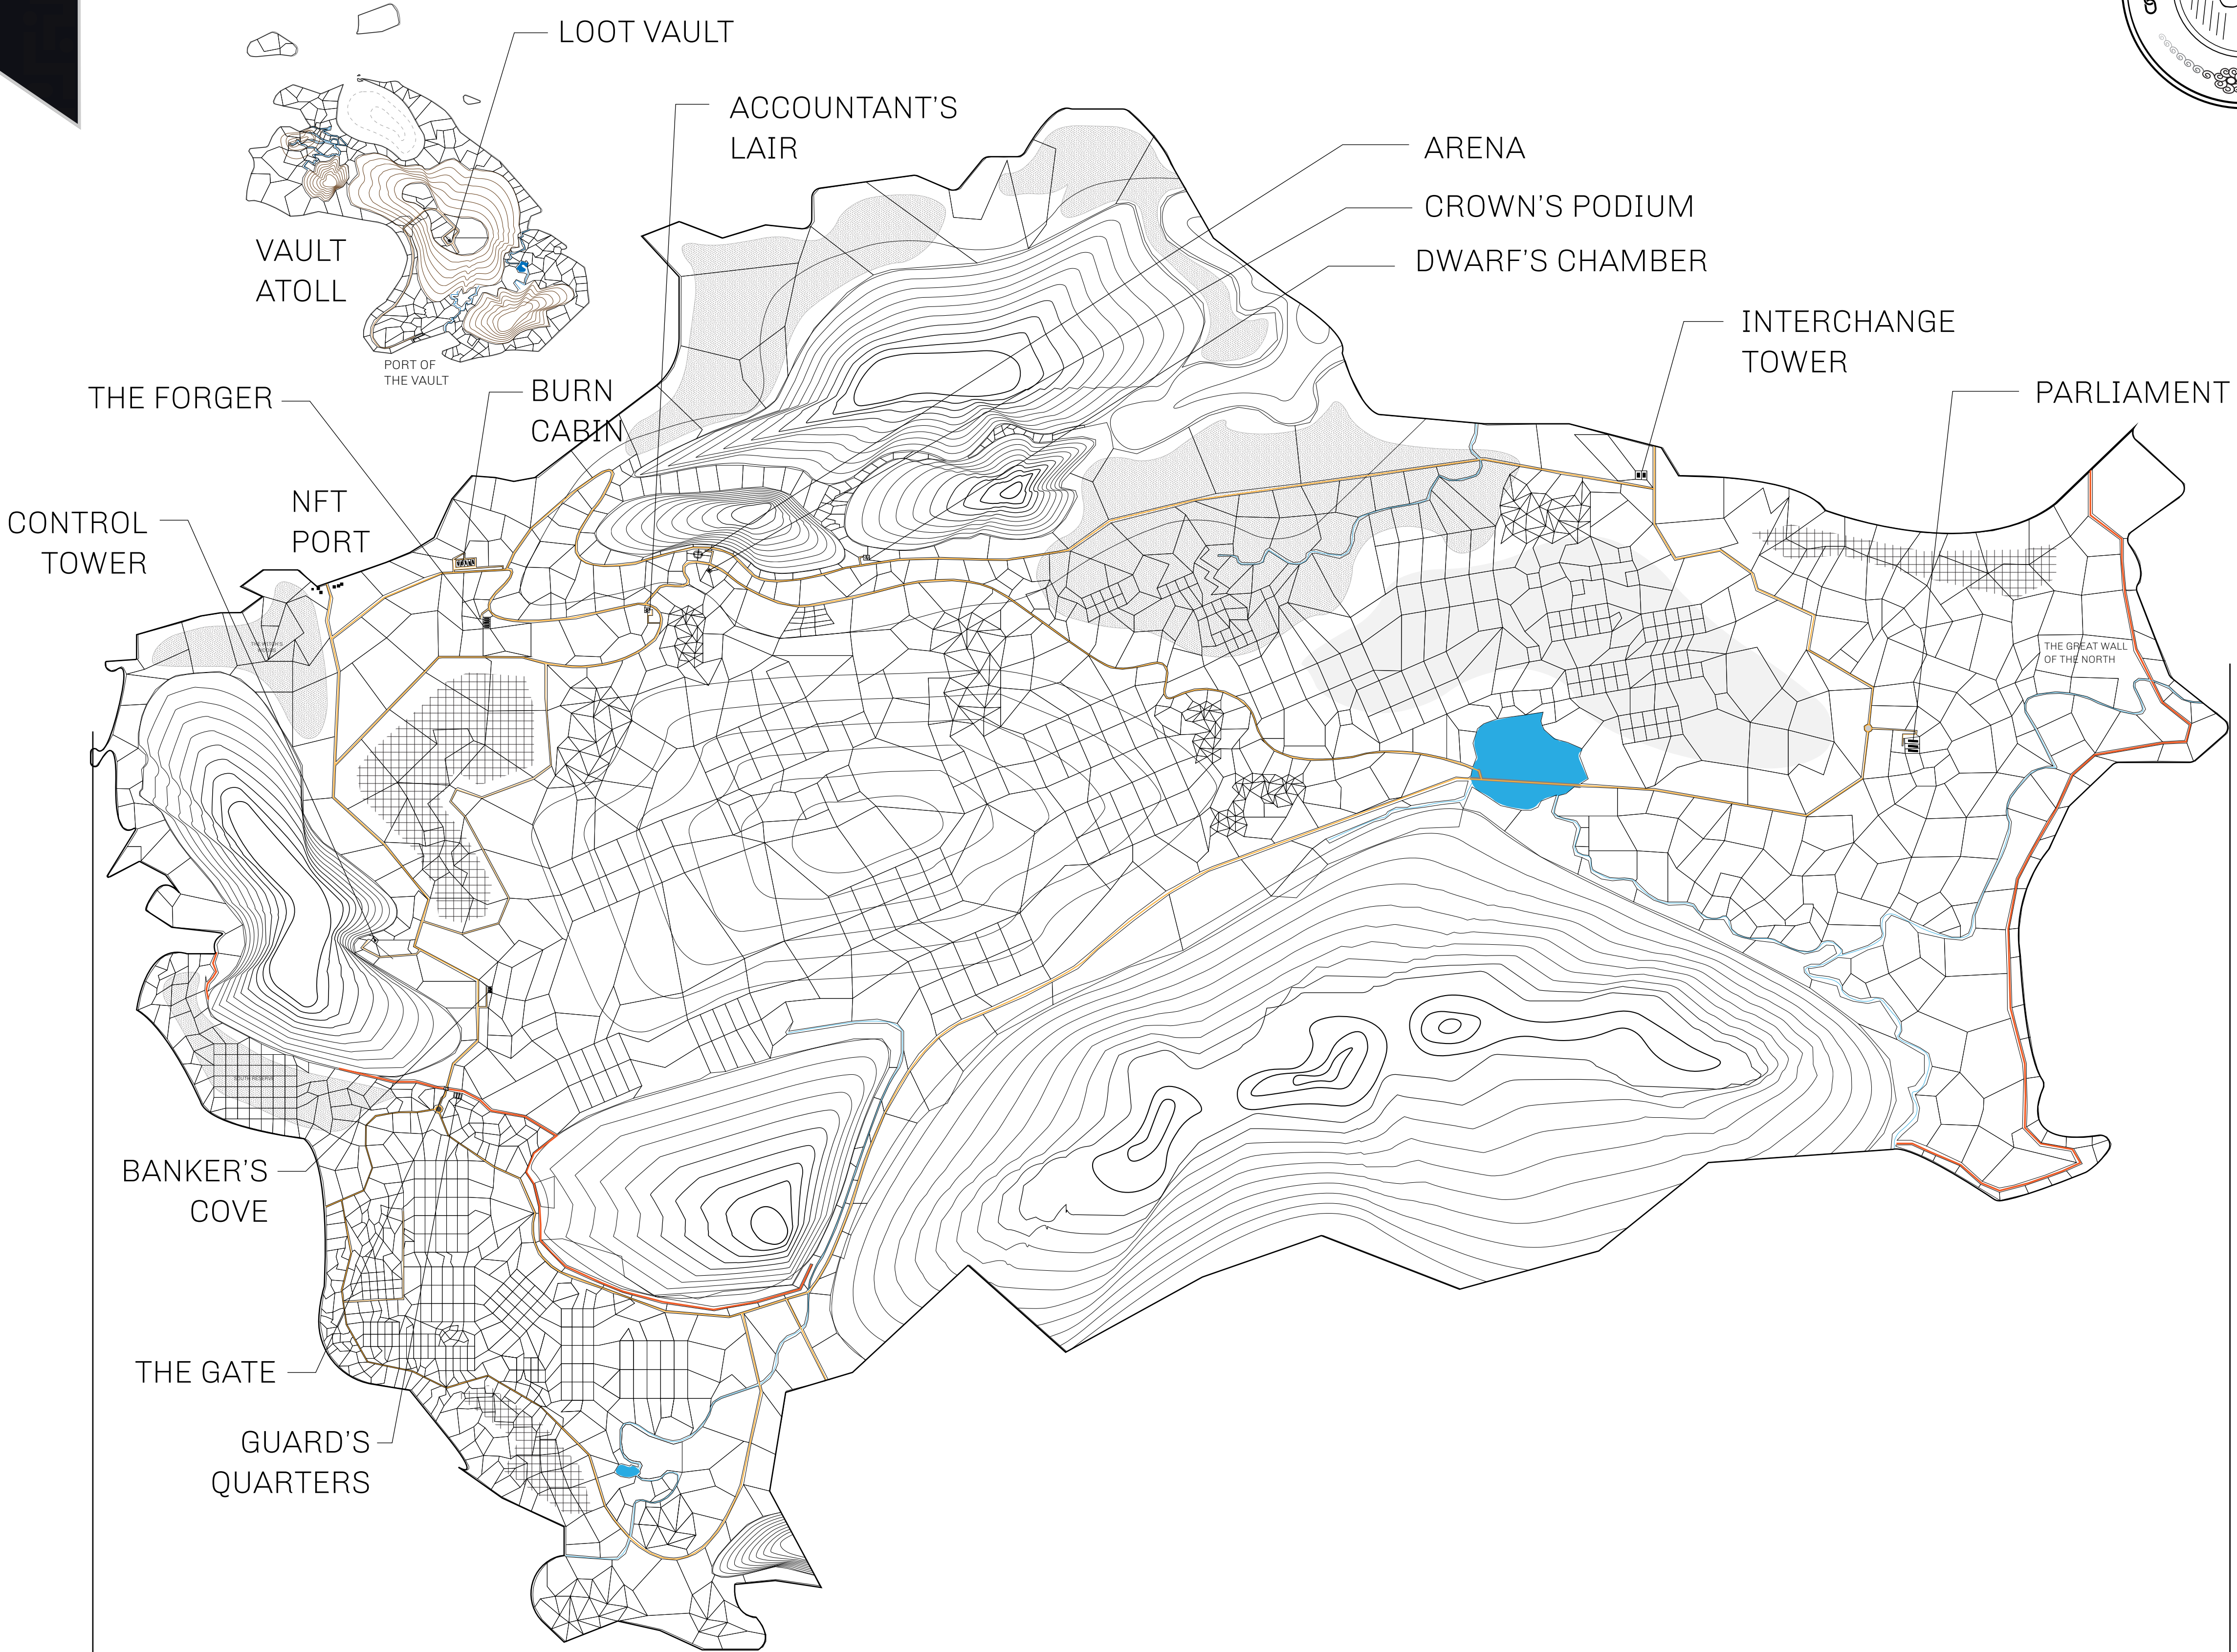 LOOT VAULT
ACCOUNTANT'S
LAIR
ARENA
CROWN'S PODIUM
DWARF'S CHAMBER
VAULT
ATOLL
INTERCHANGE
TOWER
PORT OF
THE VAULT
THE FORGER
BURN
CABIN
PARLIAMENT
NFT
PORT
CONTROL
TOWER
THE GREAT WALL
OF THE NORTH
SOUTH RESERVE
BANKER'S
COVE
THE GATE
GUARD'S
QUARTERS